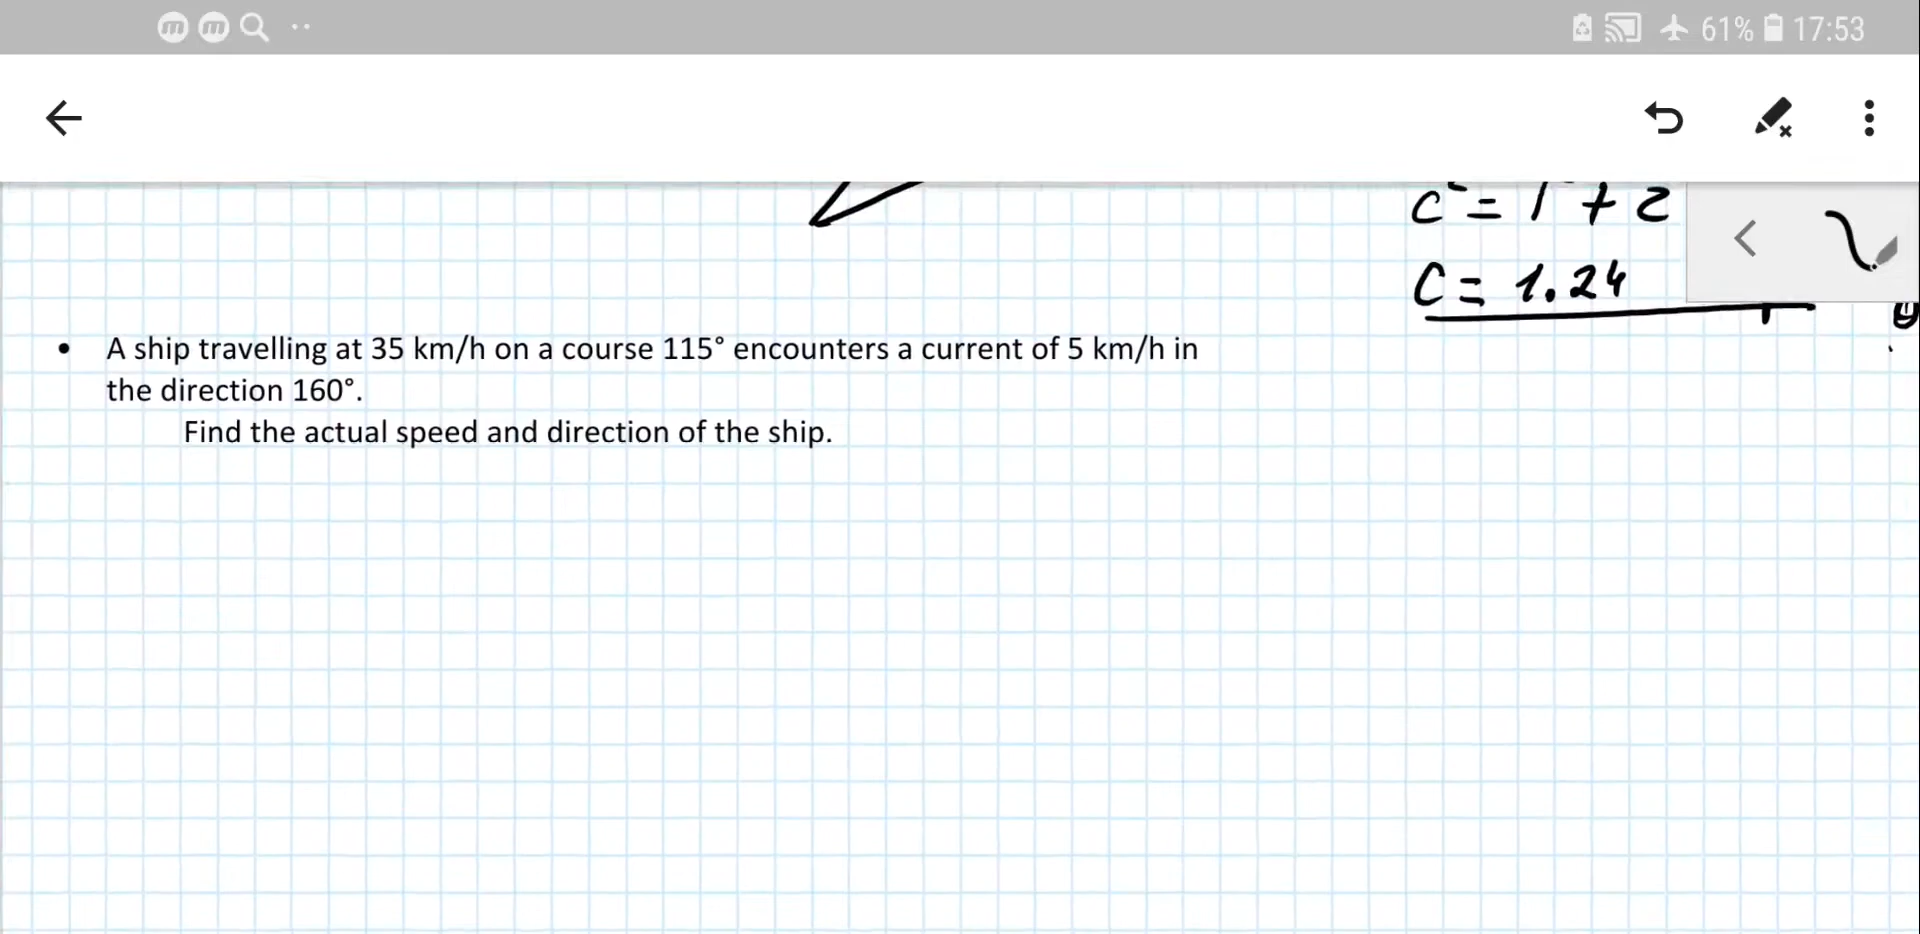 61% 17:53
c² = 1² + 2
C = 1.24
• A ship travelling at 35 km/h on a course 115° encounters a current of 5 km/h in
the direction 160°.
Find the actual speed and direction of the ship.